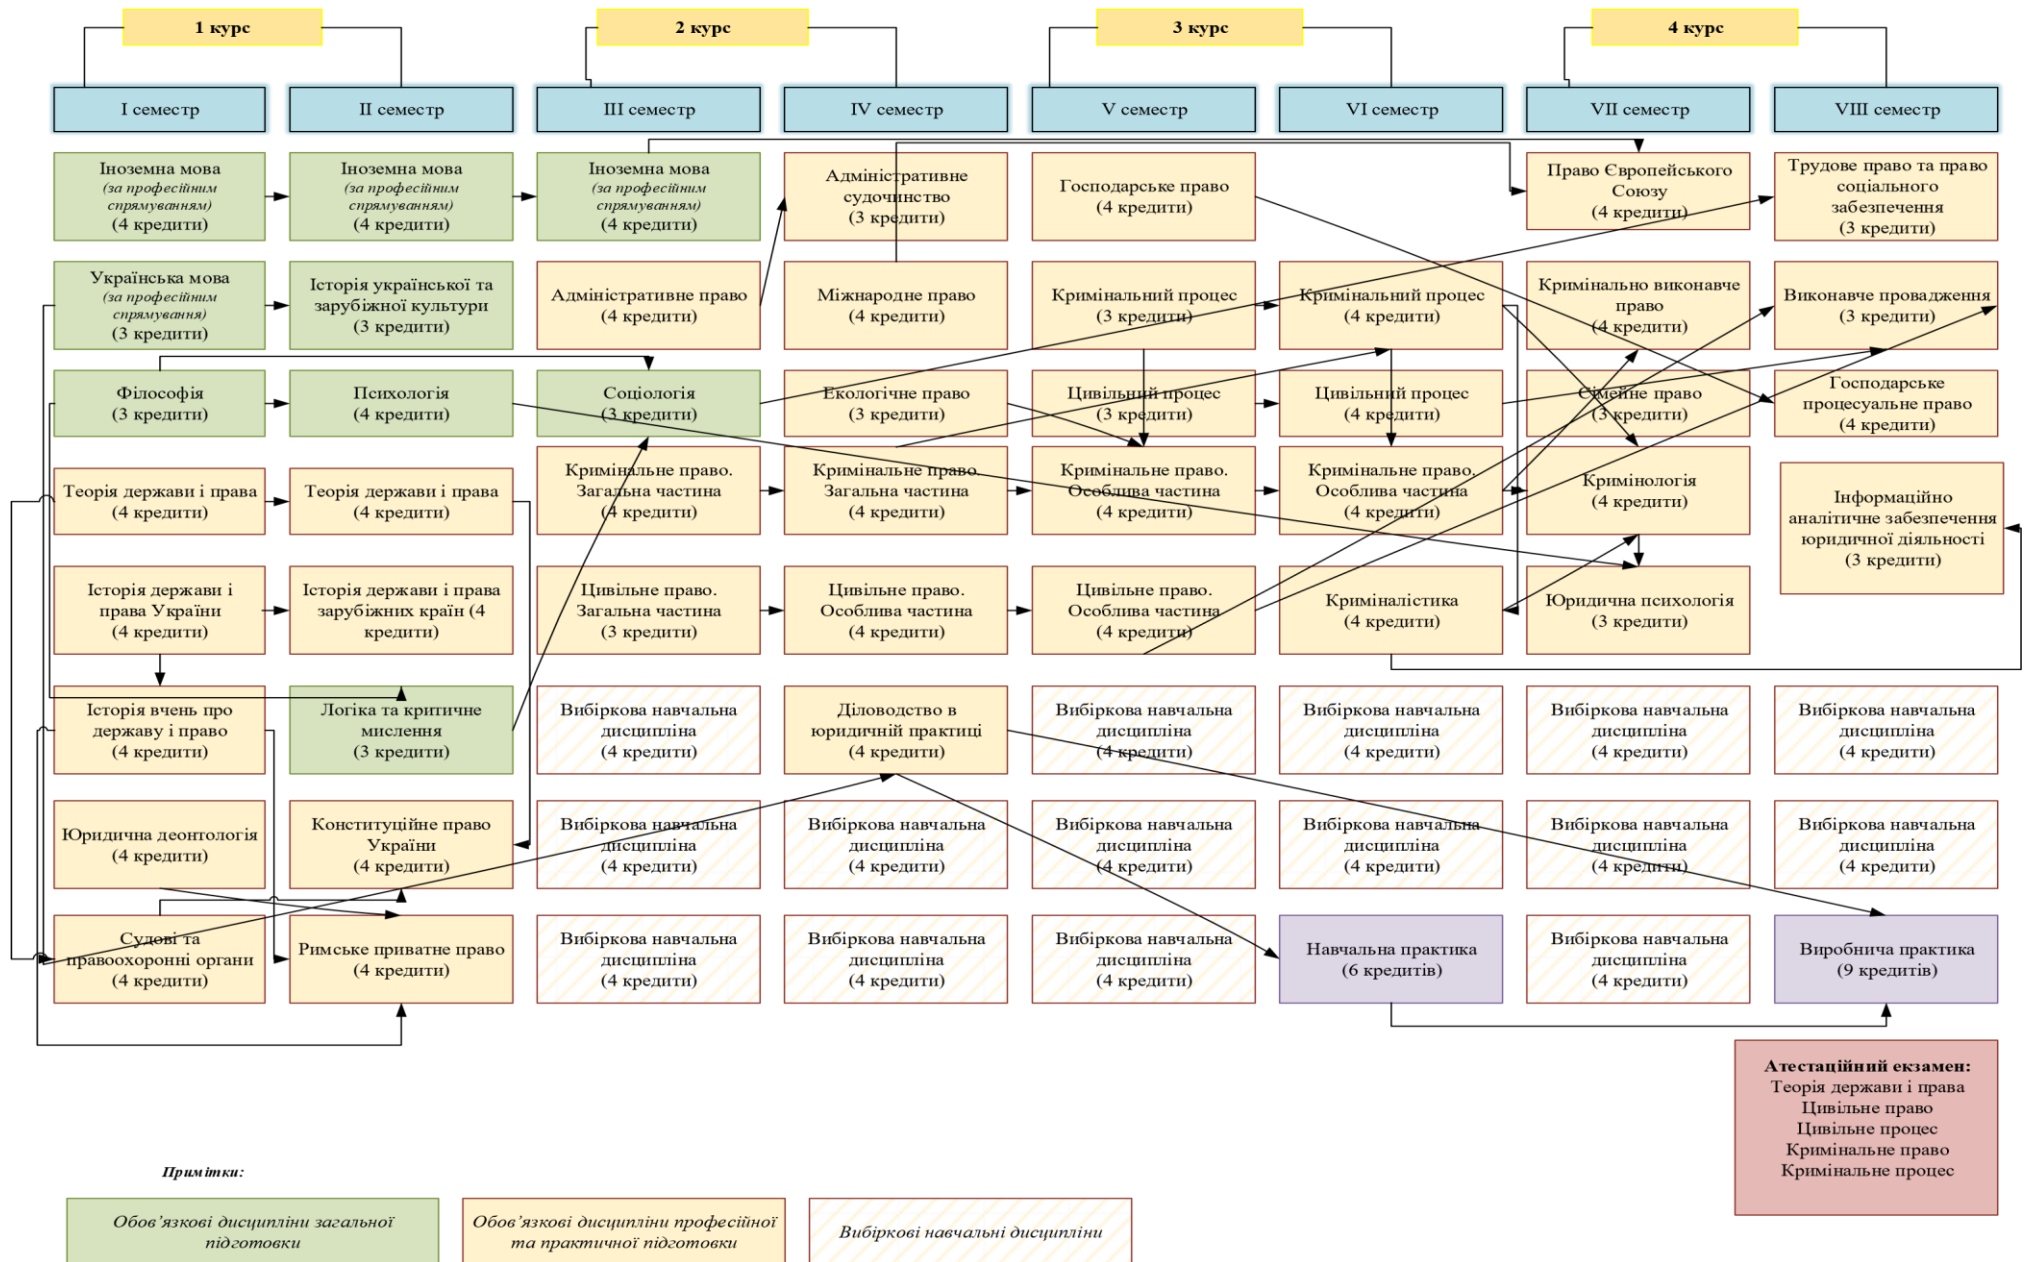 1 курс
2 курс
3 курс
4 курс
I семестр
II семестр
III семестр
IV семестр
V семестр
VI семестр
VII семестр
VIII семестр
Іноземна мова
(за професійним
спрямуванням)
(4 кредити)
Іноземна мова
(за професійним
спрямуванням)
(4 кредити)
Іноземна мова
(за професійним
спрямуванням)
(4 кредити)
Адміністративне
судочинство
(3 кредити)
Господарське право
(4 кредити)
Право Європейського
Союзу
(4 кредити)
Трудове право та право
соціального
забезпечення
(3 кредити)
Українська мова
(за професійним
спрямування)
(3 кредити)
Історія української та
зарубіжної культури
(3 кредити)
Адміністративне право
(4 кредити)
Міжнародне право
(4 кредити)
Кримінальний процес
(3 кредити)
Кримінальний процес
(4 кредити)
Кримінально виконавче
право
(4 кредити)
Виконавче провадження
(3 кредити)
Філософія
(3 кредити)
Психологія
(4 кредити)
Соціологія
(3 кредити)
Екологічне право
(3 кредити)
Цивільний процес
(3 кредити)
Цивільний процес
(4 кредити)
Сімейне право
(3 кредити)
Господарське
процесуальне право
(4 кредити)
Теорія держави і права
(4 кредити)
Теорія держави і права
(4 кредити)
Кримінальне право.
Загальна частина
(4 кредити)
Кримінальне право.
Загальна частина
(4 кредити)
Кримінальне право.
Особлива частина
(4 кредити)
Кримінальне право.
Особлива частина
(4 кредити)
Кримінологія
(4 кредити)
Інформаційно
аналітичне забезпечення
юридичної діяльності
(3 кредити)
Історія держави і
права України
(4 кредити)
Історія держави і права
зарубіжних країн (4
кредити)
Цивільне право.
Загальна частина
(3 кредити)
Цивільне право.
Особлива частина
(4 кредити)
Цивільне право.
Особлива частина
(4 кредити)
Криміналістика
(4 кредити)
Юридична психологія
(3 кредити)
Історія вчень про
державу і право
(4 кредити)
Логіка та критичне
мислення
(3 кредити)
Вибіркова навчальна
дисципліна
(4 кредити)
Діловодство в
юридичній практиці
(4 кредити)
Вибіркова навчальна
дисципліна
(4 кредити)
Вибіркова навчальна
дисципліна
(4 кредити)
Вибіркова навчальна
дисципліна
(4 кредити)
Вибіркова навчальна
дисципліна
(4 кредити)
Юридична деонтологія
(4 кредити)
Конституційне право
України
(4 кредити)
Вибіркова навчальна
дисципліна
(4 кредити)
Вибіркова навчальна
дисципліна
(4 кредити)
Вибіркова навчальна
дисципліна
(4 кредити)
Вибіркова навчальна
дисципліна
(4 кредити)
Вибіркова навчальна
дисципліна
(4 кредити)
Вибіркова навчальна
дисципліна
(4 кредити)
Судові та
правоохоронні органи
(4 кредити)
Римське приватне право
(4 кредити)
Вибіркова навчальна
дисципліна
(4 кредити)
Вибіркова навчальна
дисципліна
(4 кредити)
Вибіркова навчальна
дисципліна
(4 кредити)
Навчальна практика
(6 кредитів)
Вибіркова навчальна
дисципліна
(4 кредити)
Виробнича практика
(9 кредитів)
Атестаційний екзамен:
Теорія держави і права
Цивільне право
Цивільне процес
Кримінальне право
Кримінальне процес
Примітки:
Обов’язкові дисципліни загальної
підготовки
Обов’язкові дисципліни професійної
та практичної підготовки
Вибіркові навчальні дисципліни